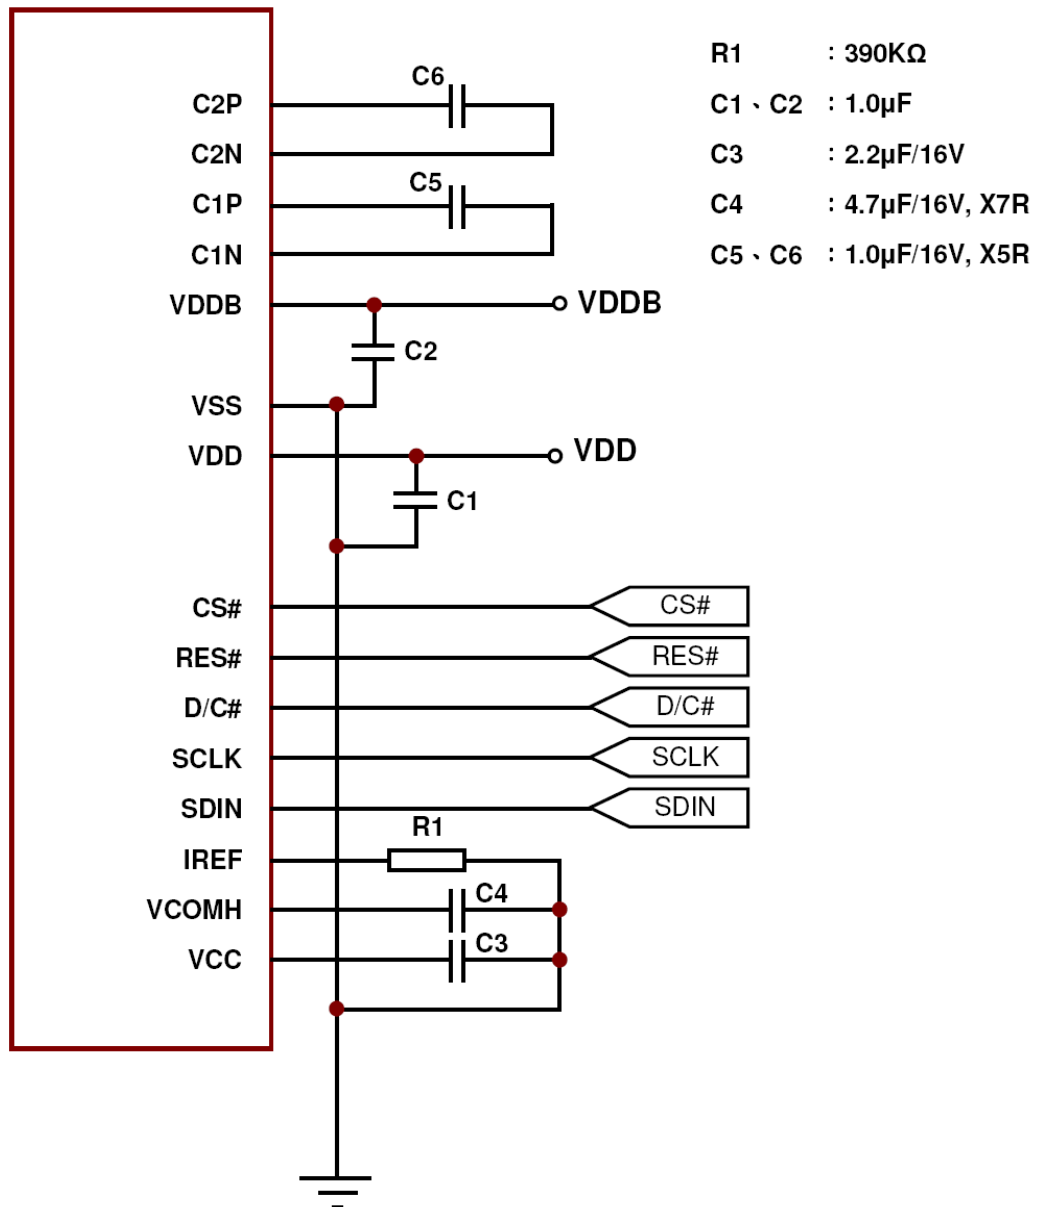 R1 : 390KΩ
C1、C2 : 1.0µF
C3 : 2.2µF/16V
C4 : 4.7µF/16V, X7R
C5、C6 : 1.0µF/16V, X5R
C6
C2P
C2N
C5
C1P
C1N
VDDB VDDB
C2
VSS
VDD VDD
C1
CS# CS#
RES# RES#
D/C# D/C#
SCLK SCLK
SDIN SDIN
R1
IREF
C4
VCOMH
C3
VCC